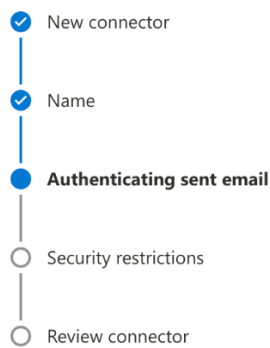 New connector
Name
Authenticating sent email
Security restrictions
Review connector